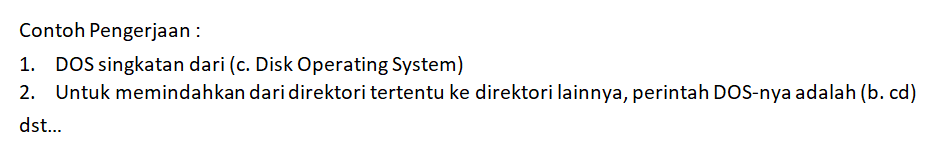 Contoh Pengerjaan :
1. DOS singkatan dari (c. Disk Operating System)
2. Untuk memindahkan dari direktori tertentu ke direktori lainnya, perintah DOS-nya adalah (b. cd)
dst...